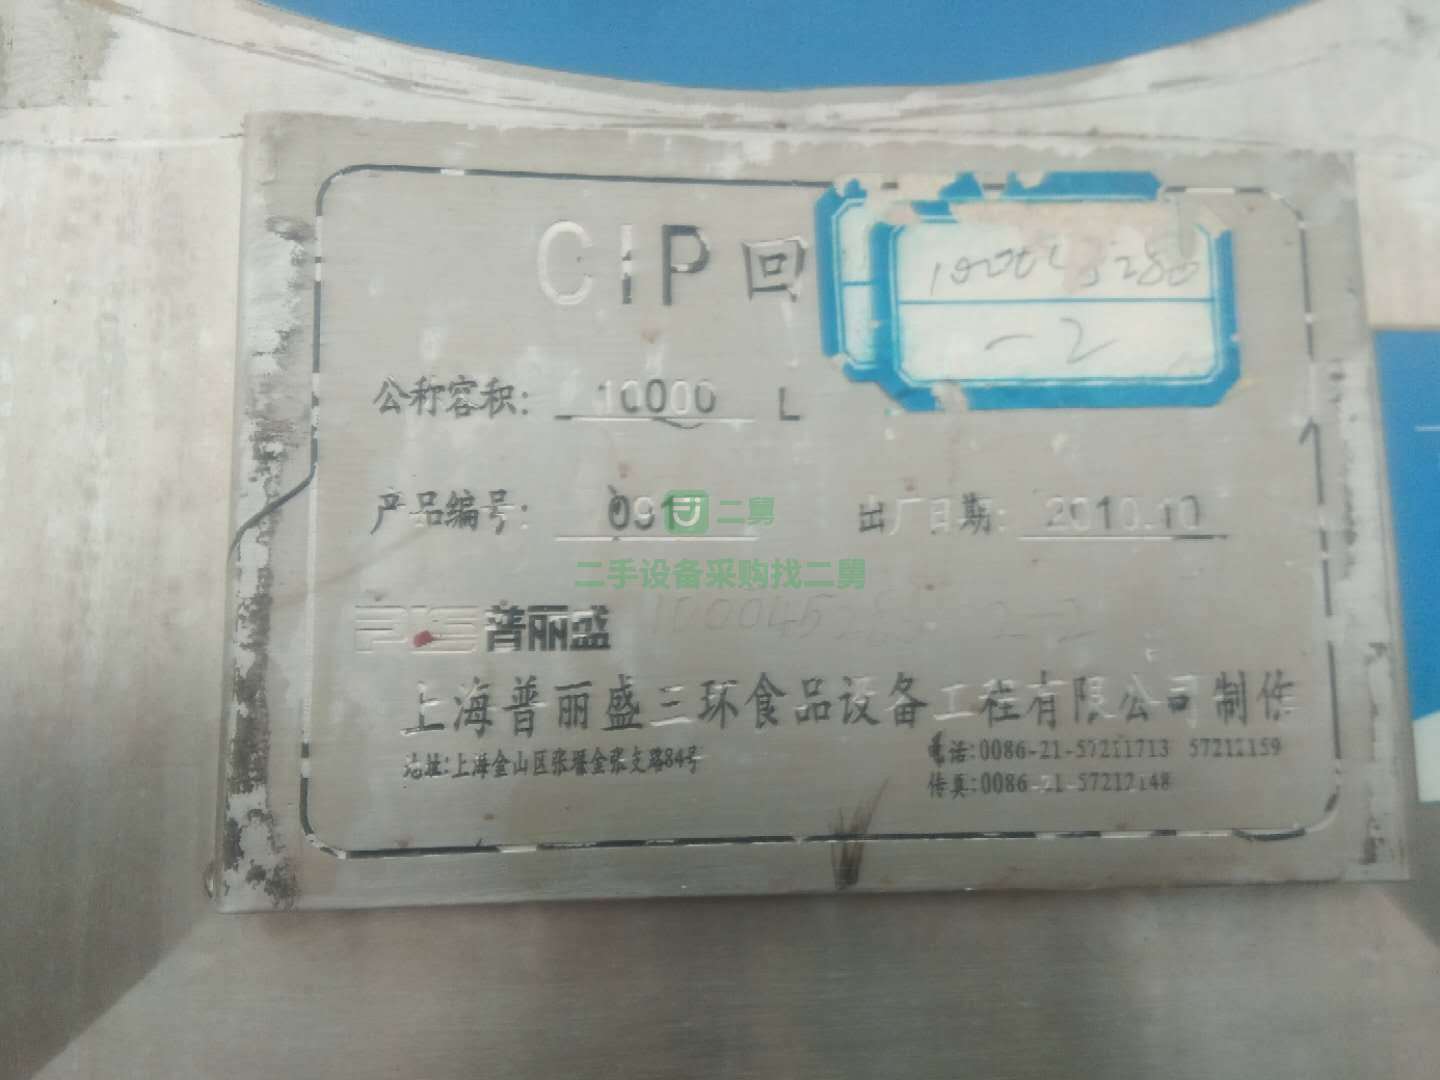 CIP回
-2
公称容积: 10000 L
产品编号: 091
出厂日期: 2010.10
二舅
二手设备采购找二舅
普丽盛
上海普丽盛三环食品设备工程有限公司制作
地址:上海金山区张堰金张支路84号
电话:0086-21-57211713 57212159
传真:0086-21-57212148